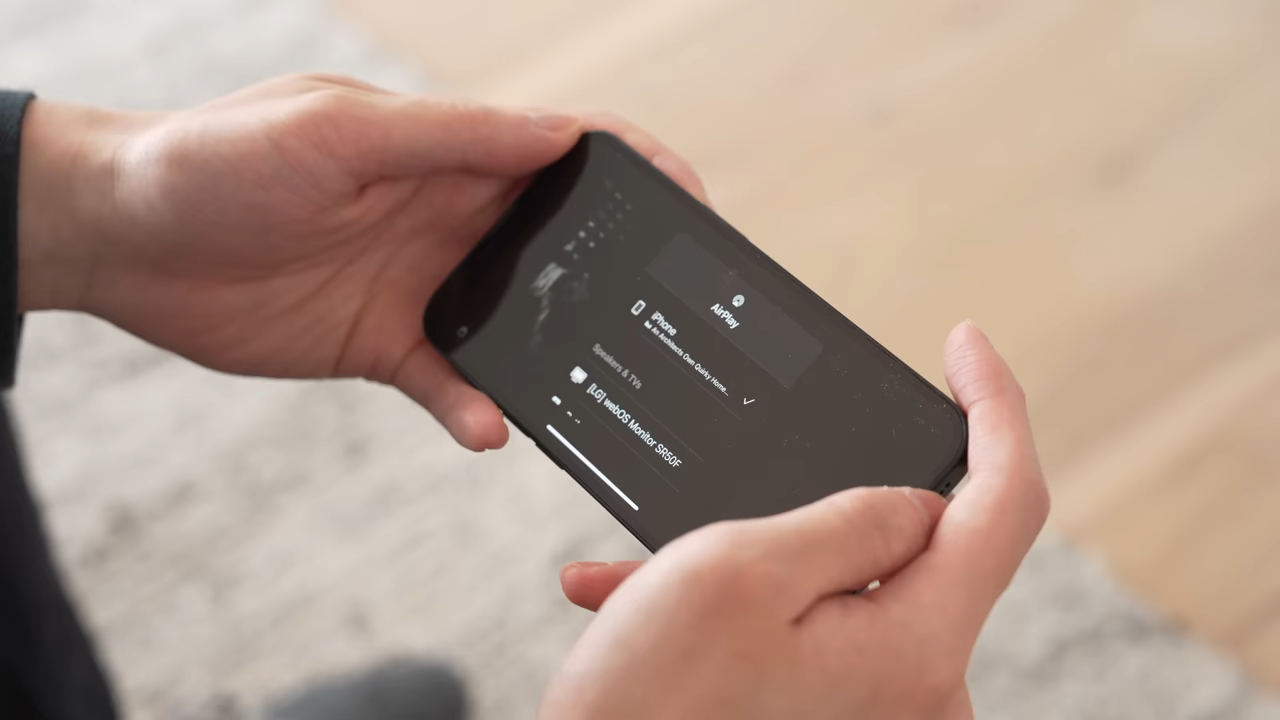 AirPlay
iPhone
An Architects Own Quirky Home...
Speakers & TVs
[LG] webOS Monitor SR50F